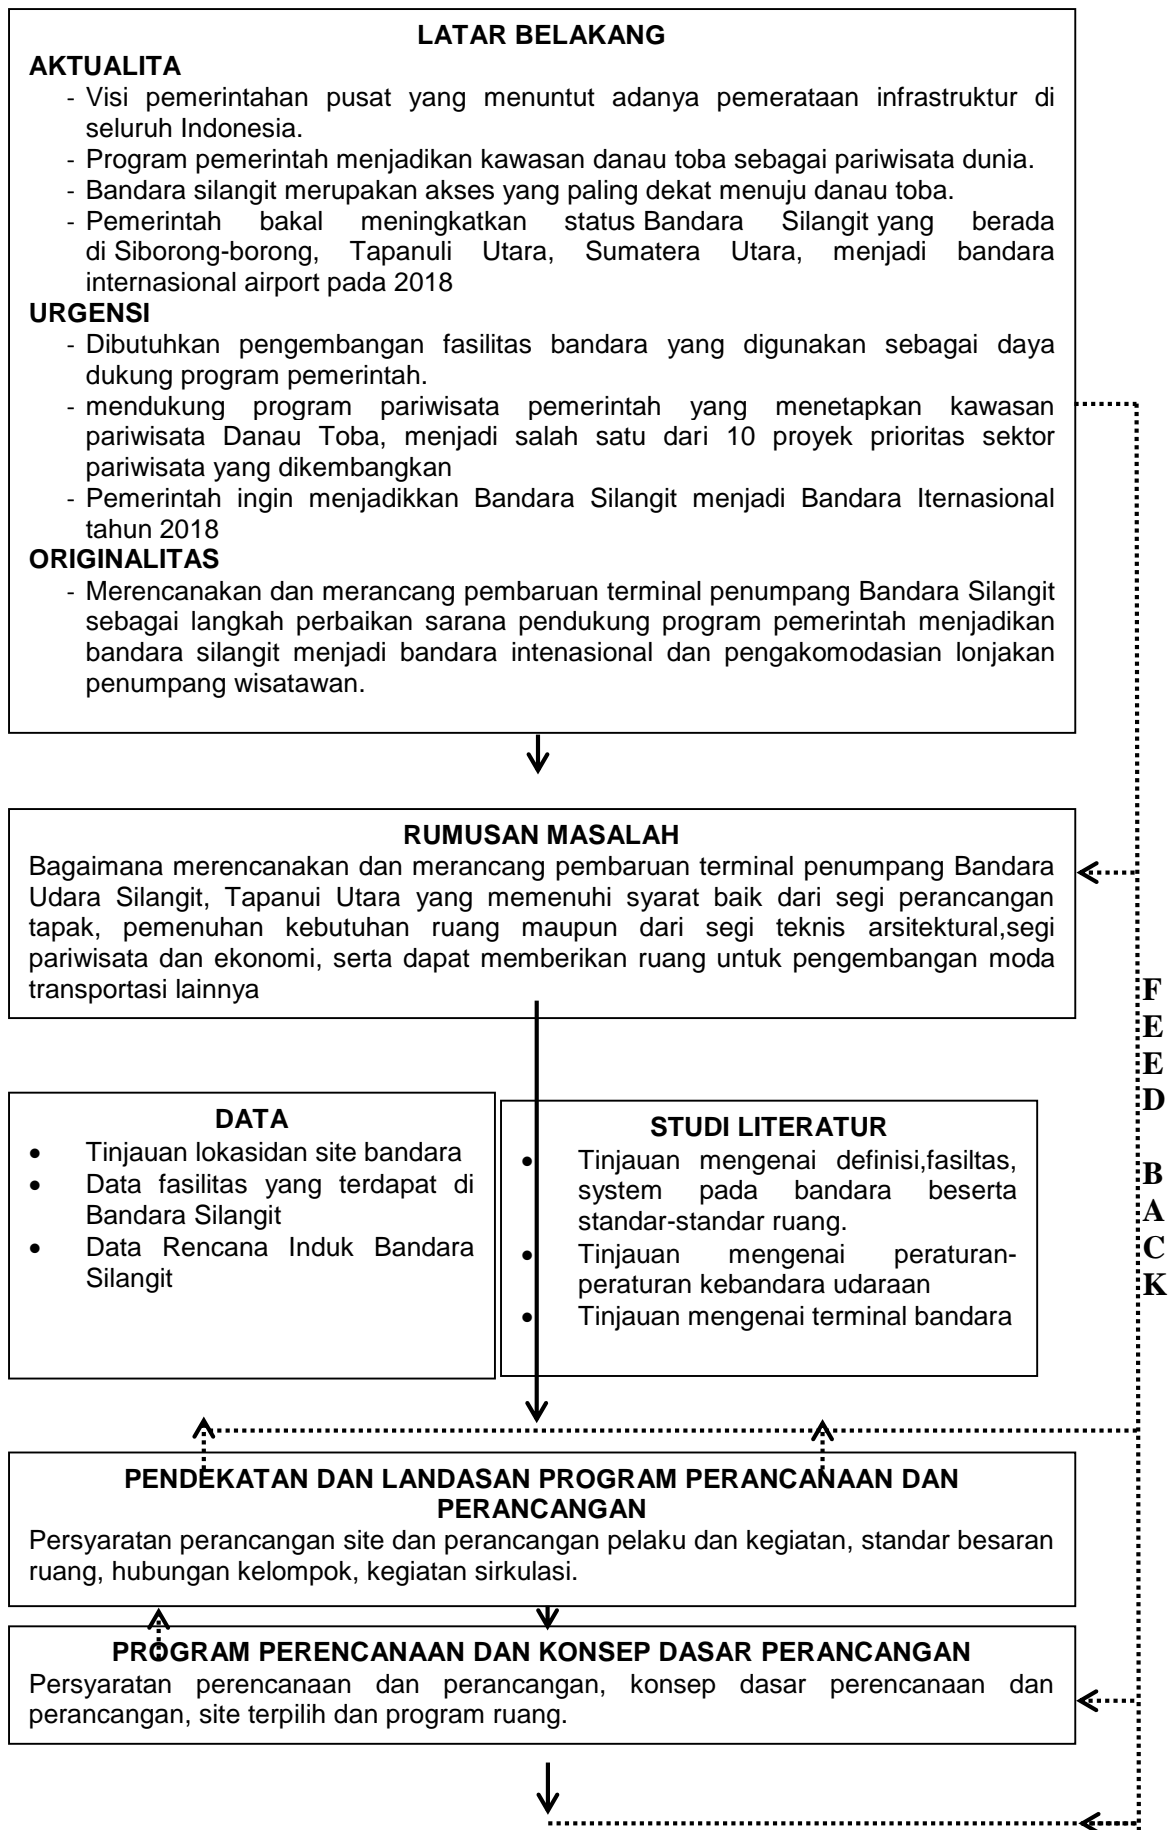 LATAR BELAKANG
AKTUALITA
- Visi pemerintahan pusat yang menuntut adanya pemerataan infrastruktur di
seluruh Indonesia.
- Program pemerintah menjadikan kawasan danau toba sebagai pariwisata dunia.
- Bandara silangit merupakan akses yang paling dekat menuju danau toba.
- Pemerintah bakal meningkatkan status Bandara Silangit yang berada
di Siborong-borong, Tapanuli Utara, Sumatera Utara, menjadi bandara
internasional airport pada 2018
URGENSI
- Dibutuhkan pengembangan fasilitas bandara yang digunakan sebagai daya
dukung program pemerintah.
- mendukung program pariwisata pemerintah yang menetapkan kawasan
pariwisata Danau Toba, menjadi salah satu dari 10 proyek prioritas sektor
pariwisata yang dikembangkan
- Pemerintah ingin menjadikkan Bandara Silangit menjadi Bandara Iternasional
tahun 2018
ORIGINALITAS
- Merencanakan dan merancang pembaruan terminal penumpang Bandara Silangit
sebagai langkah perbaikan sarana pendukung program pemerintah menjadikan
bandara silangit menjadi bandara intenasional dan pengakomodasian lonjakan
penumpang wisatawan.
RUMUSAN MASALAH
Bagaimana merencanakan dan merancang pembaruan terminal penumpang Bandara
Udara Silangit, Tapanui Utara yang memenuhi syarat baik dari segi perancangan
tapak, pemenuhan kebutuhan ruang maupun dari segi teknis arsitektural,segi
pariwisata dan ekonomi, serta dapat memberikan ruang untuk pengembangan moda
transportasi lainnya
DATA
• Tinjauan lokasidan site bandara
• Data fasilitas yang terdapat di
Bandara Silangit
• Data Rencana Induk Bandara
Silangit
STUDI LITERATUR
• Tinjauan mengenai definisi,fasiltas,
system pada bandara beserta
standar-standar ruang.
• Tinjauan mengenai peraturan-
peraturan kebandara udaraan
• Tinjauan mengenai terminal bandara
PENDEKATAN DAN LANDASAN PROGRAM PERANCANAAN DAN
PERANCANGAN
Persyaratan perancangan site dan perancangan pelaku dan kegiatan, standar besaran
ruang, hubungan kelompok, kegiatan sirkulasi.
PROGRAM PERENCANAAN DAN KONSEP DASAR PERANCANGAN
Persyaratan perencanaan dan perancangan, konsep dasar perencanaan dan
perancangan, site terpilih dan program ruang.
F
E
E
D
B
A
C
K